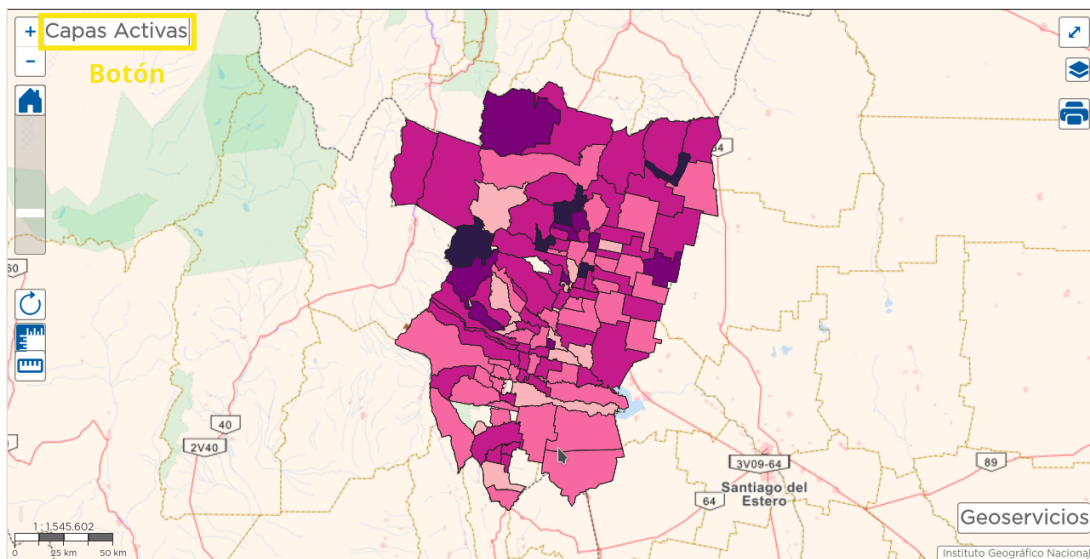 +
Capas Activas
–
Botón
64
60
40
2V40
3V09-64
89
Santiago del
Estero
64
Geoservicios
1 : 1.545.602
0 25 km 50 km
Instituto Geográfico Nacional